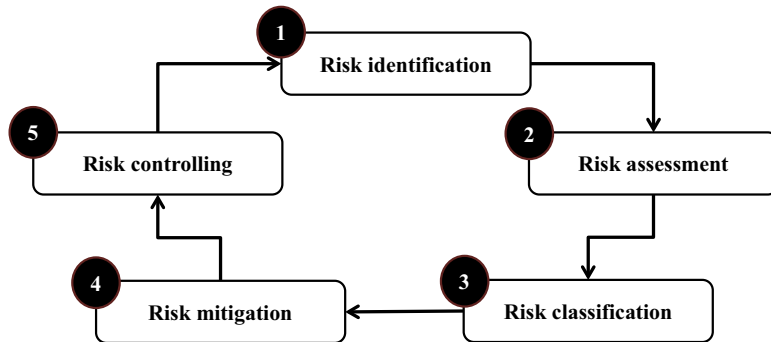 1
Risk identification
2
Risk assessment
3
Risk classification
4
Risk mitigation
5
Risk controlling